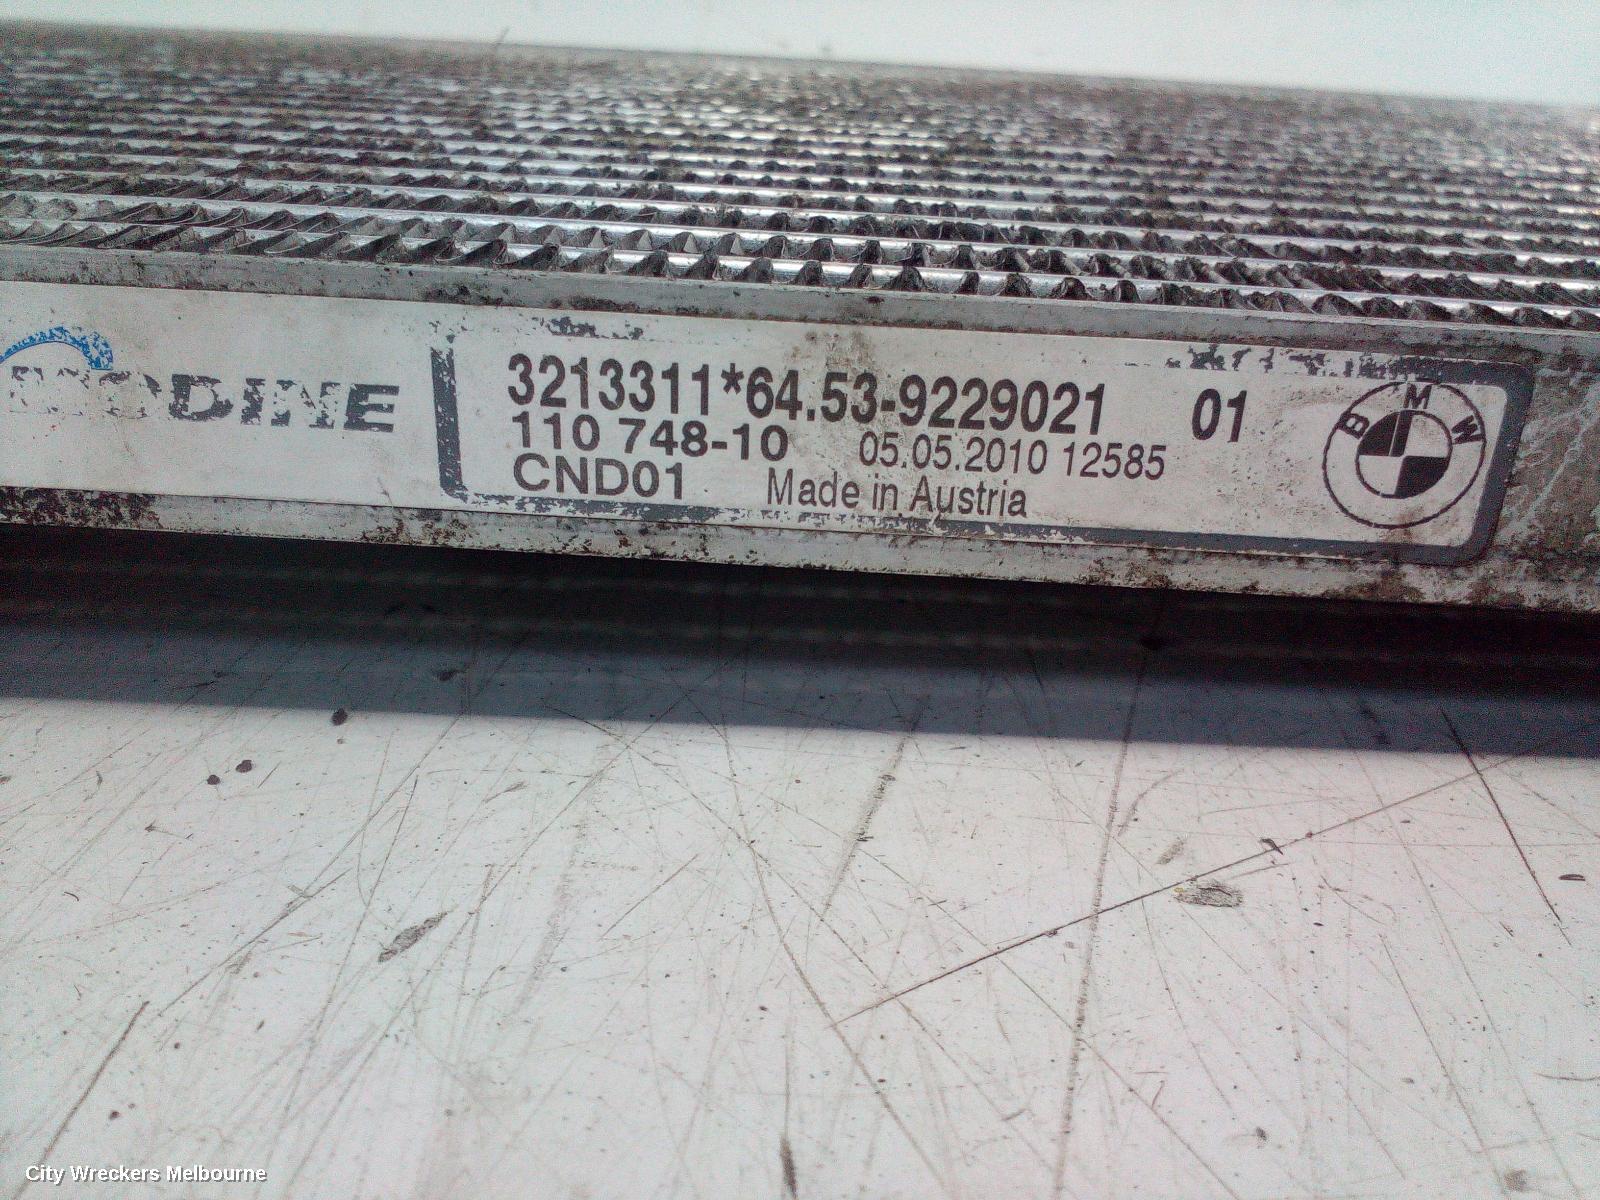 MODINE
3213311*64.53-9229021 01
110 748-10 05.05.2010 12585
CND01 Made in Austria
BMW
City Wreckers Melbourne